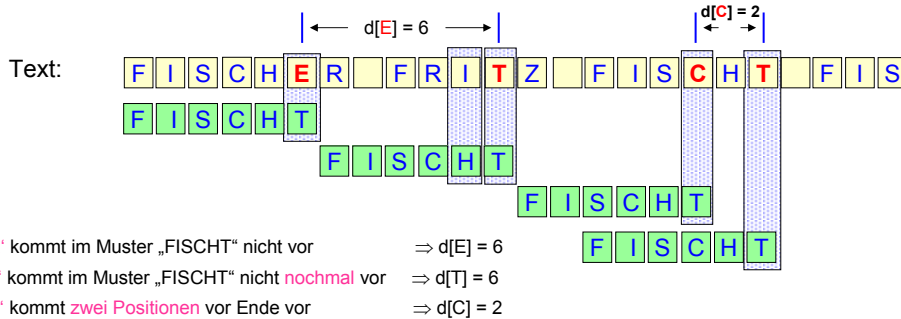 d[E] = 6 d[C] = 2
Text: F I S C H E R F R I T Z F I S C H T F I S
F I S C H T
F I S C H T
F I S C H T
F I S C H T
‘ kommt im Muster „FISCHT“ nicht vor ⇒ d[E] = 6
‘ kommt im Muster „FISCHT“ nicht nochmal vor ⇒ d[T] = 6
‘ kommt zwei Positionen vor Ende vor ⇒ d[C] = 2